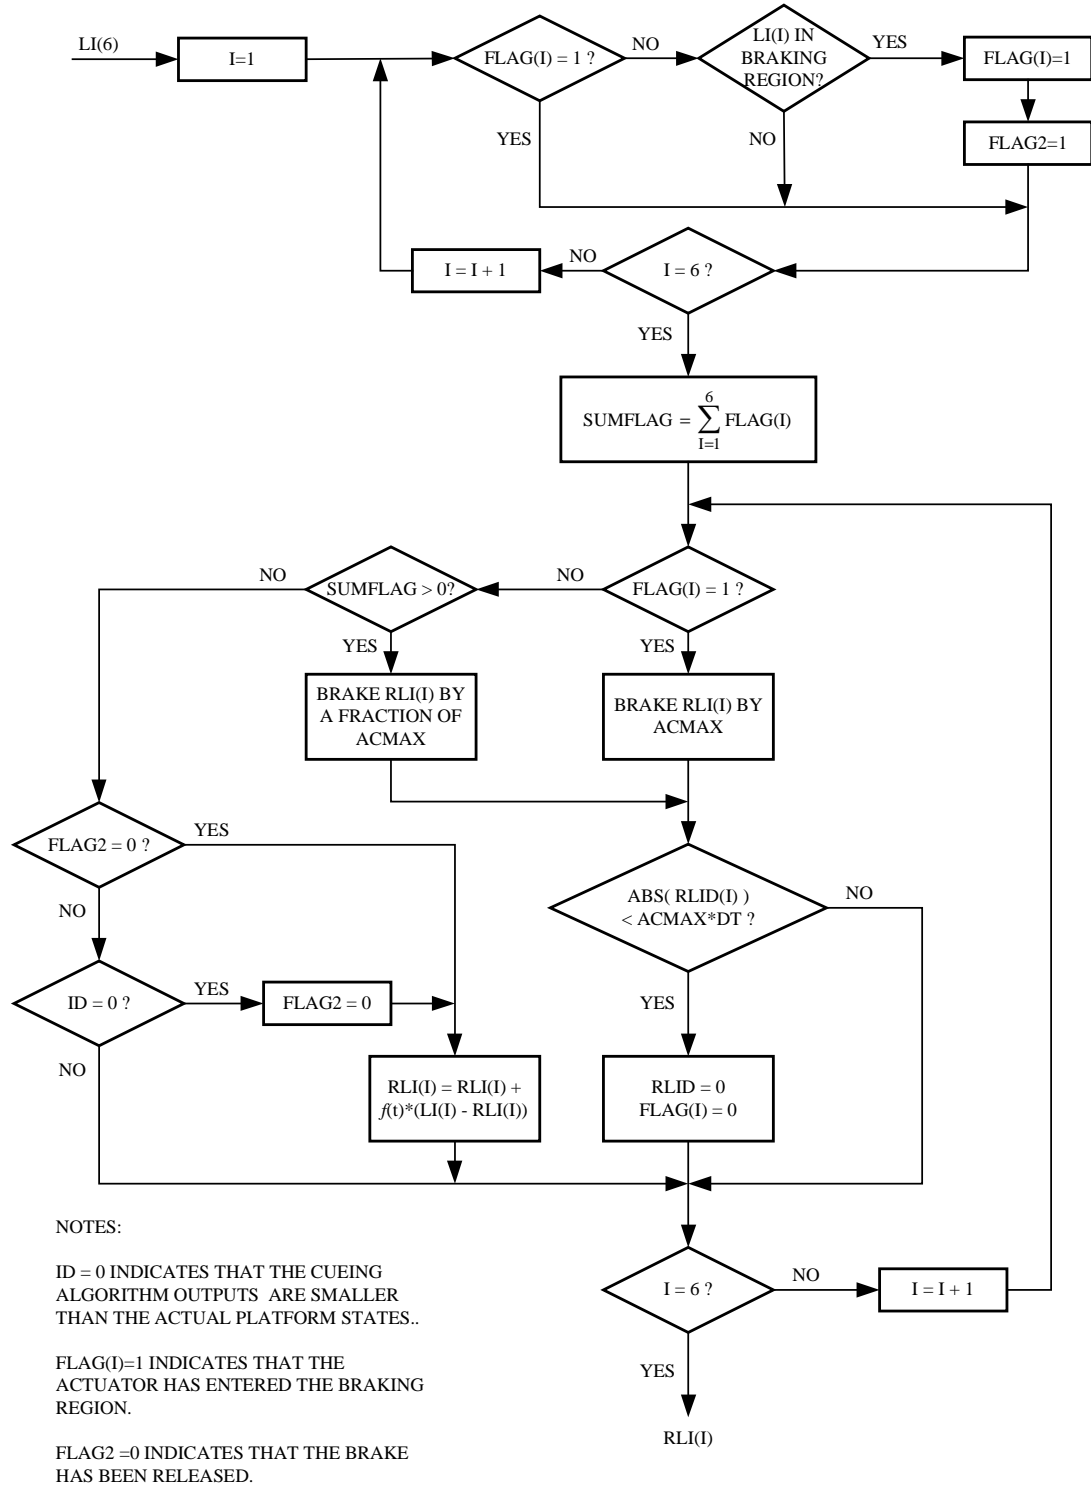 LI(6)
I=1
FLAG(I) = 1 ?
NO
LI(I) IN
BRAKING
REGION?
YES
FLAG(I)=1
FLAG2=1
YES
NO
I = I + 1
NO
I = 6 ?
YES
SUMFLAG = ∑ FLAG(I)
6
I=1
NO
SUMFLAG > 0?
NO
FLAG(I) = 1 ?
YES
YES
BRAKE RLI(I) BY
A FRACTION OF
ACMAX
BRAKE RLI(I) BY
ACMAX
FLAG2 = 0 ?
YES
NO
ABS( RLID(I) )
< ACMAX*DT ?
NO
YES
ID = 0 ?
YES
FLAG2 = 0
NO
RLI(I) = RLI(I) +
f(t)*(LI(I) - RLI(I))
RLID = 0
FLAG(I) = 0
I = 6 ?
NO
I = I + 1
YES
RLI(I)
NOTES:
ID = 0 INDICATES THAT THE CUEING
ALGORITHM OUTPUTS ARE SMALLER
THAN THE ACTUAL PLATFORM STATES..
FLAG(I)=1 INDICATES THAT THE
ACTUATOR HAS ENTERED THE BRAKING
REGION.
FLAG2 =0 INDICATES THAT THE BRAKE
HAS BEEN RELEASED.